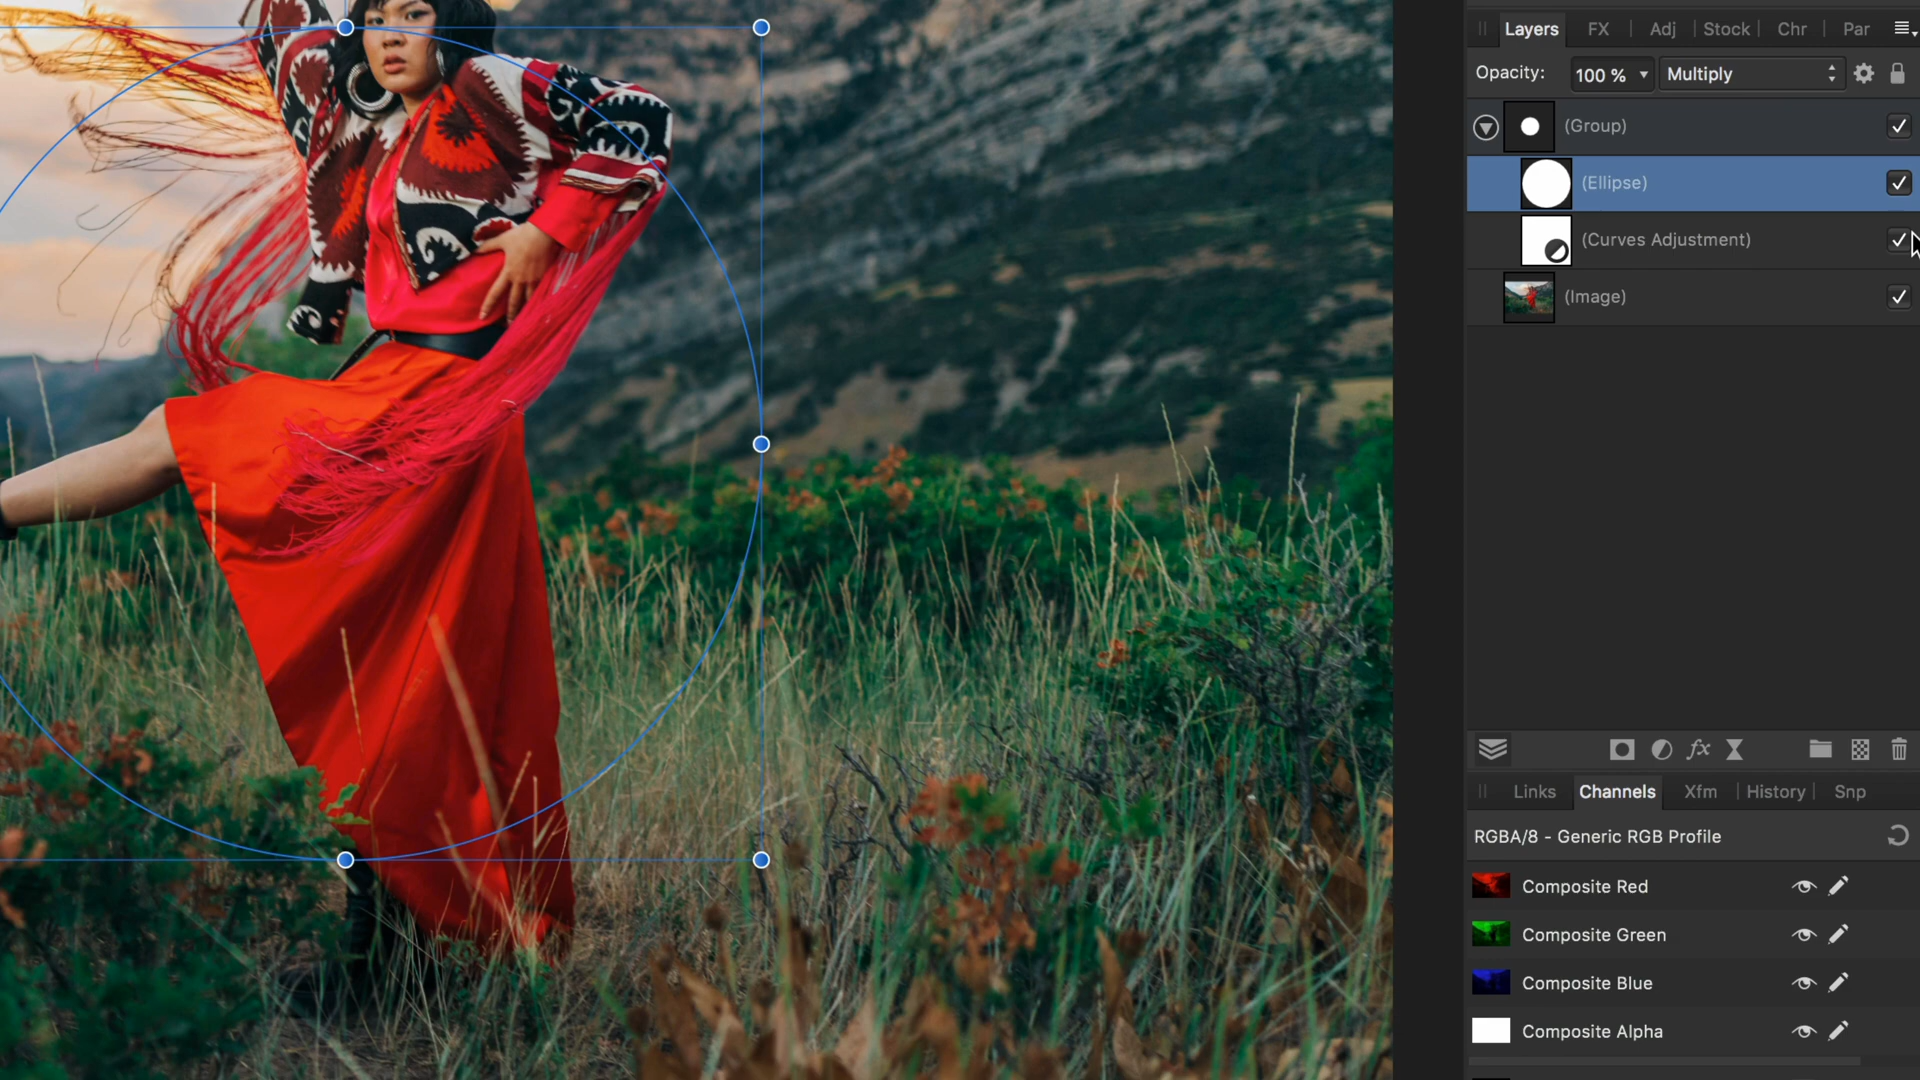 Layers FX Adj Stock Chr Par
Opacity: 100 % Multiply
(Group)
(Ellipse)
(Curves Adjustment)
(Image)
fx
Links Channels Xfm History Snp
RGBA/8 - Generic RGB Profile
Composite Red
Composite Green
Composite Blue
Composite Alpha